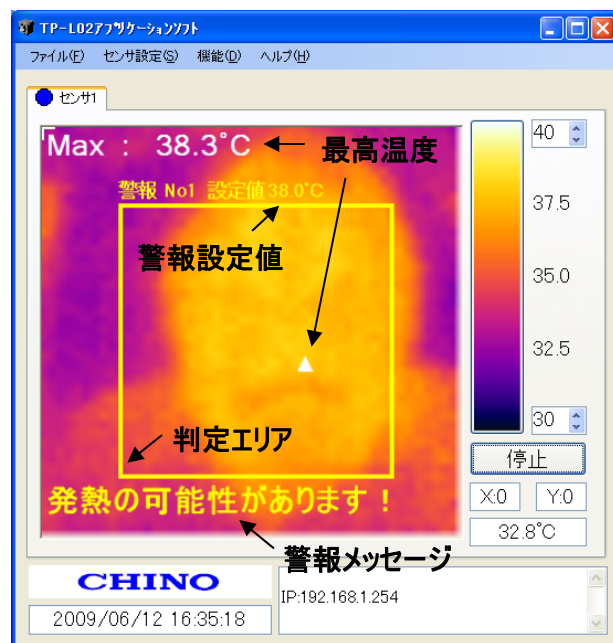 TP-L02アプリケーションソフト
ファイル(F) センサ設定(S) 機能(D) ヘルプ(H)
センサ1
Max : 38.3℃
最高温度
警報 No1 設定値38.0℃
警報設定値
判定エリア
発熱の可能性があります！
警報メッセージ
40
37.5
35.0
32.5
30
停止
X:0 Y:0
32.8℃
CHINO
2009/06/12 16:35:18
IP:192.168.1.254